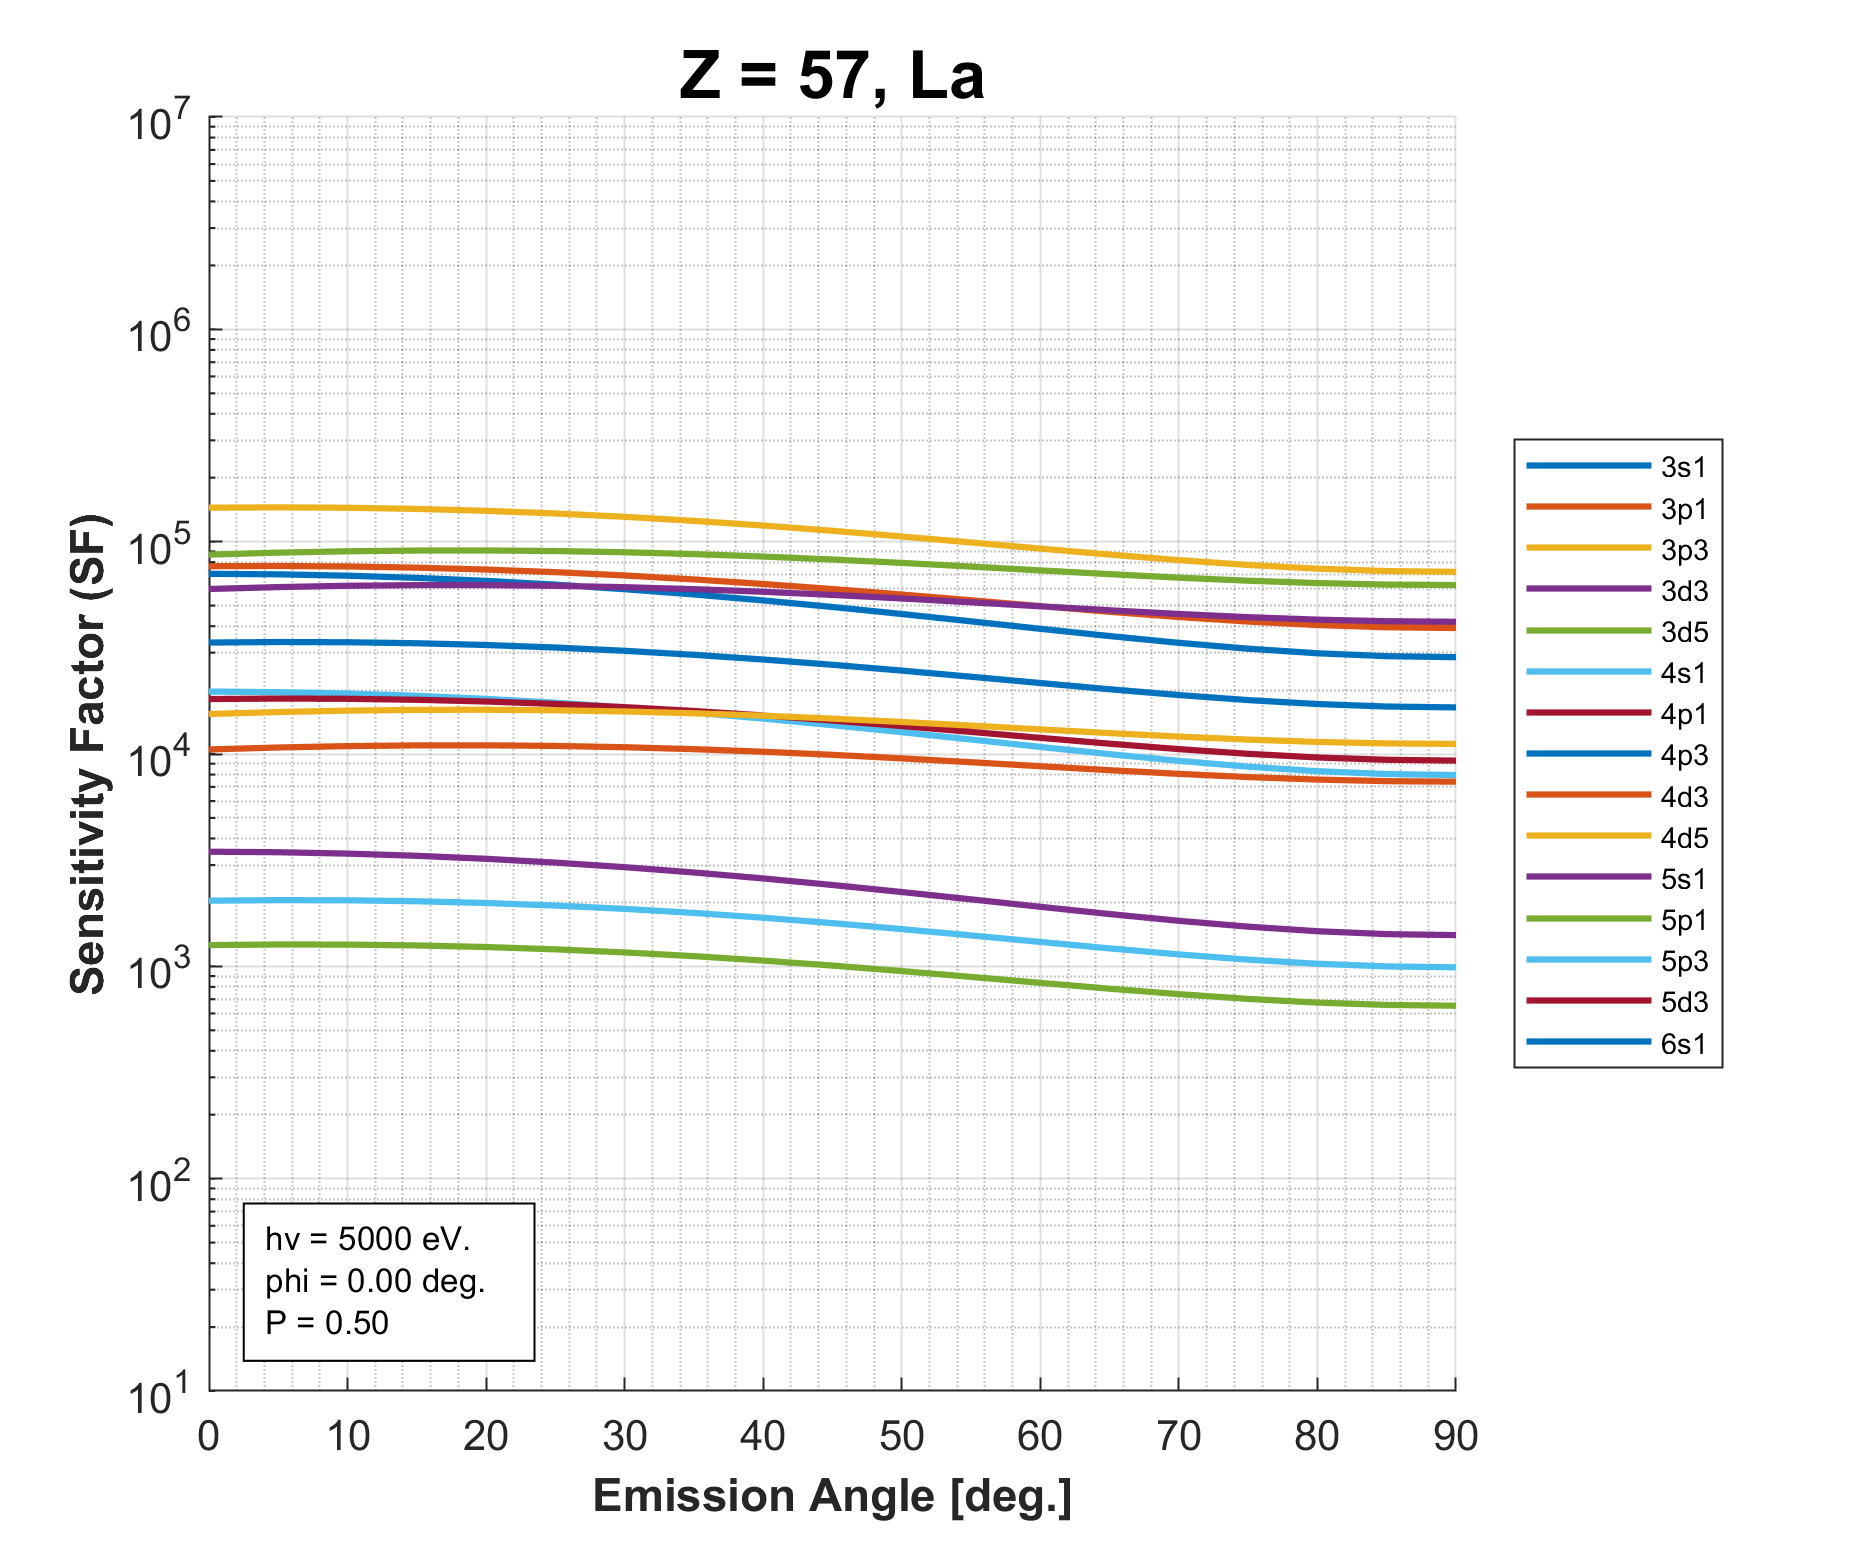 Z = 57, La
10^7
10^6
10^5
10^4
10^3
10^2
10^1
Sensitivity Factor (SF)
hv = 5000 eV.
phi = 0.00 deg.
P = 0.50
0 10 20 30 40 50 60 70 80 90
Emission Angle [deg.]
3s1
3p1
3p3
3d3
3d5
4s1
4p1
4p3
4d3
4d5
5s1
5p1
5p3
5d3
6s1